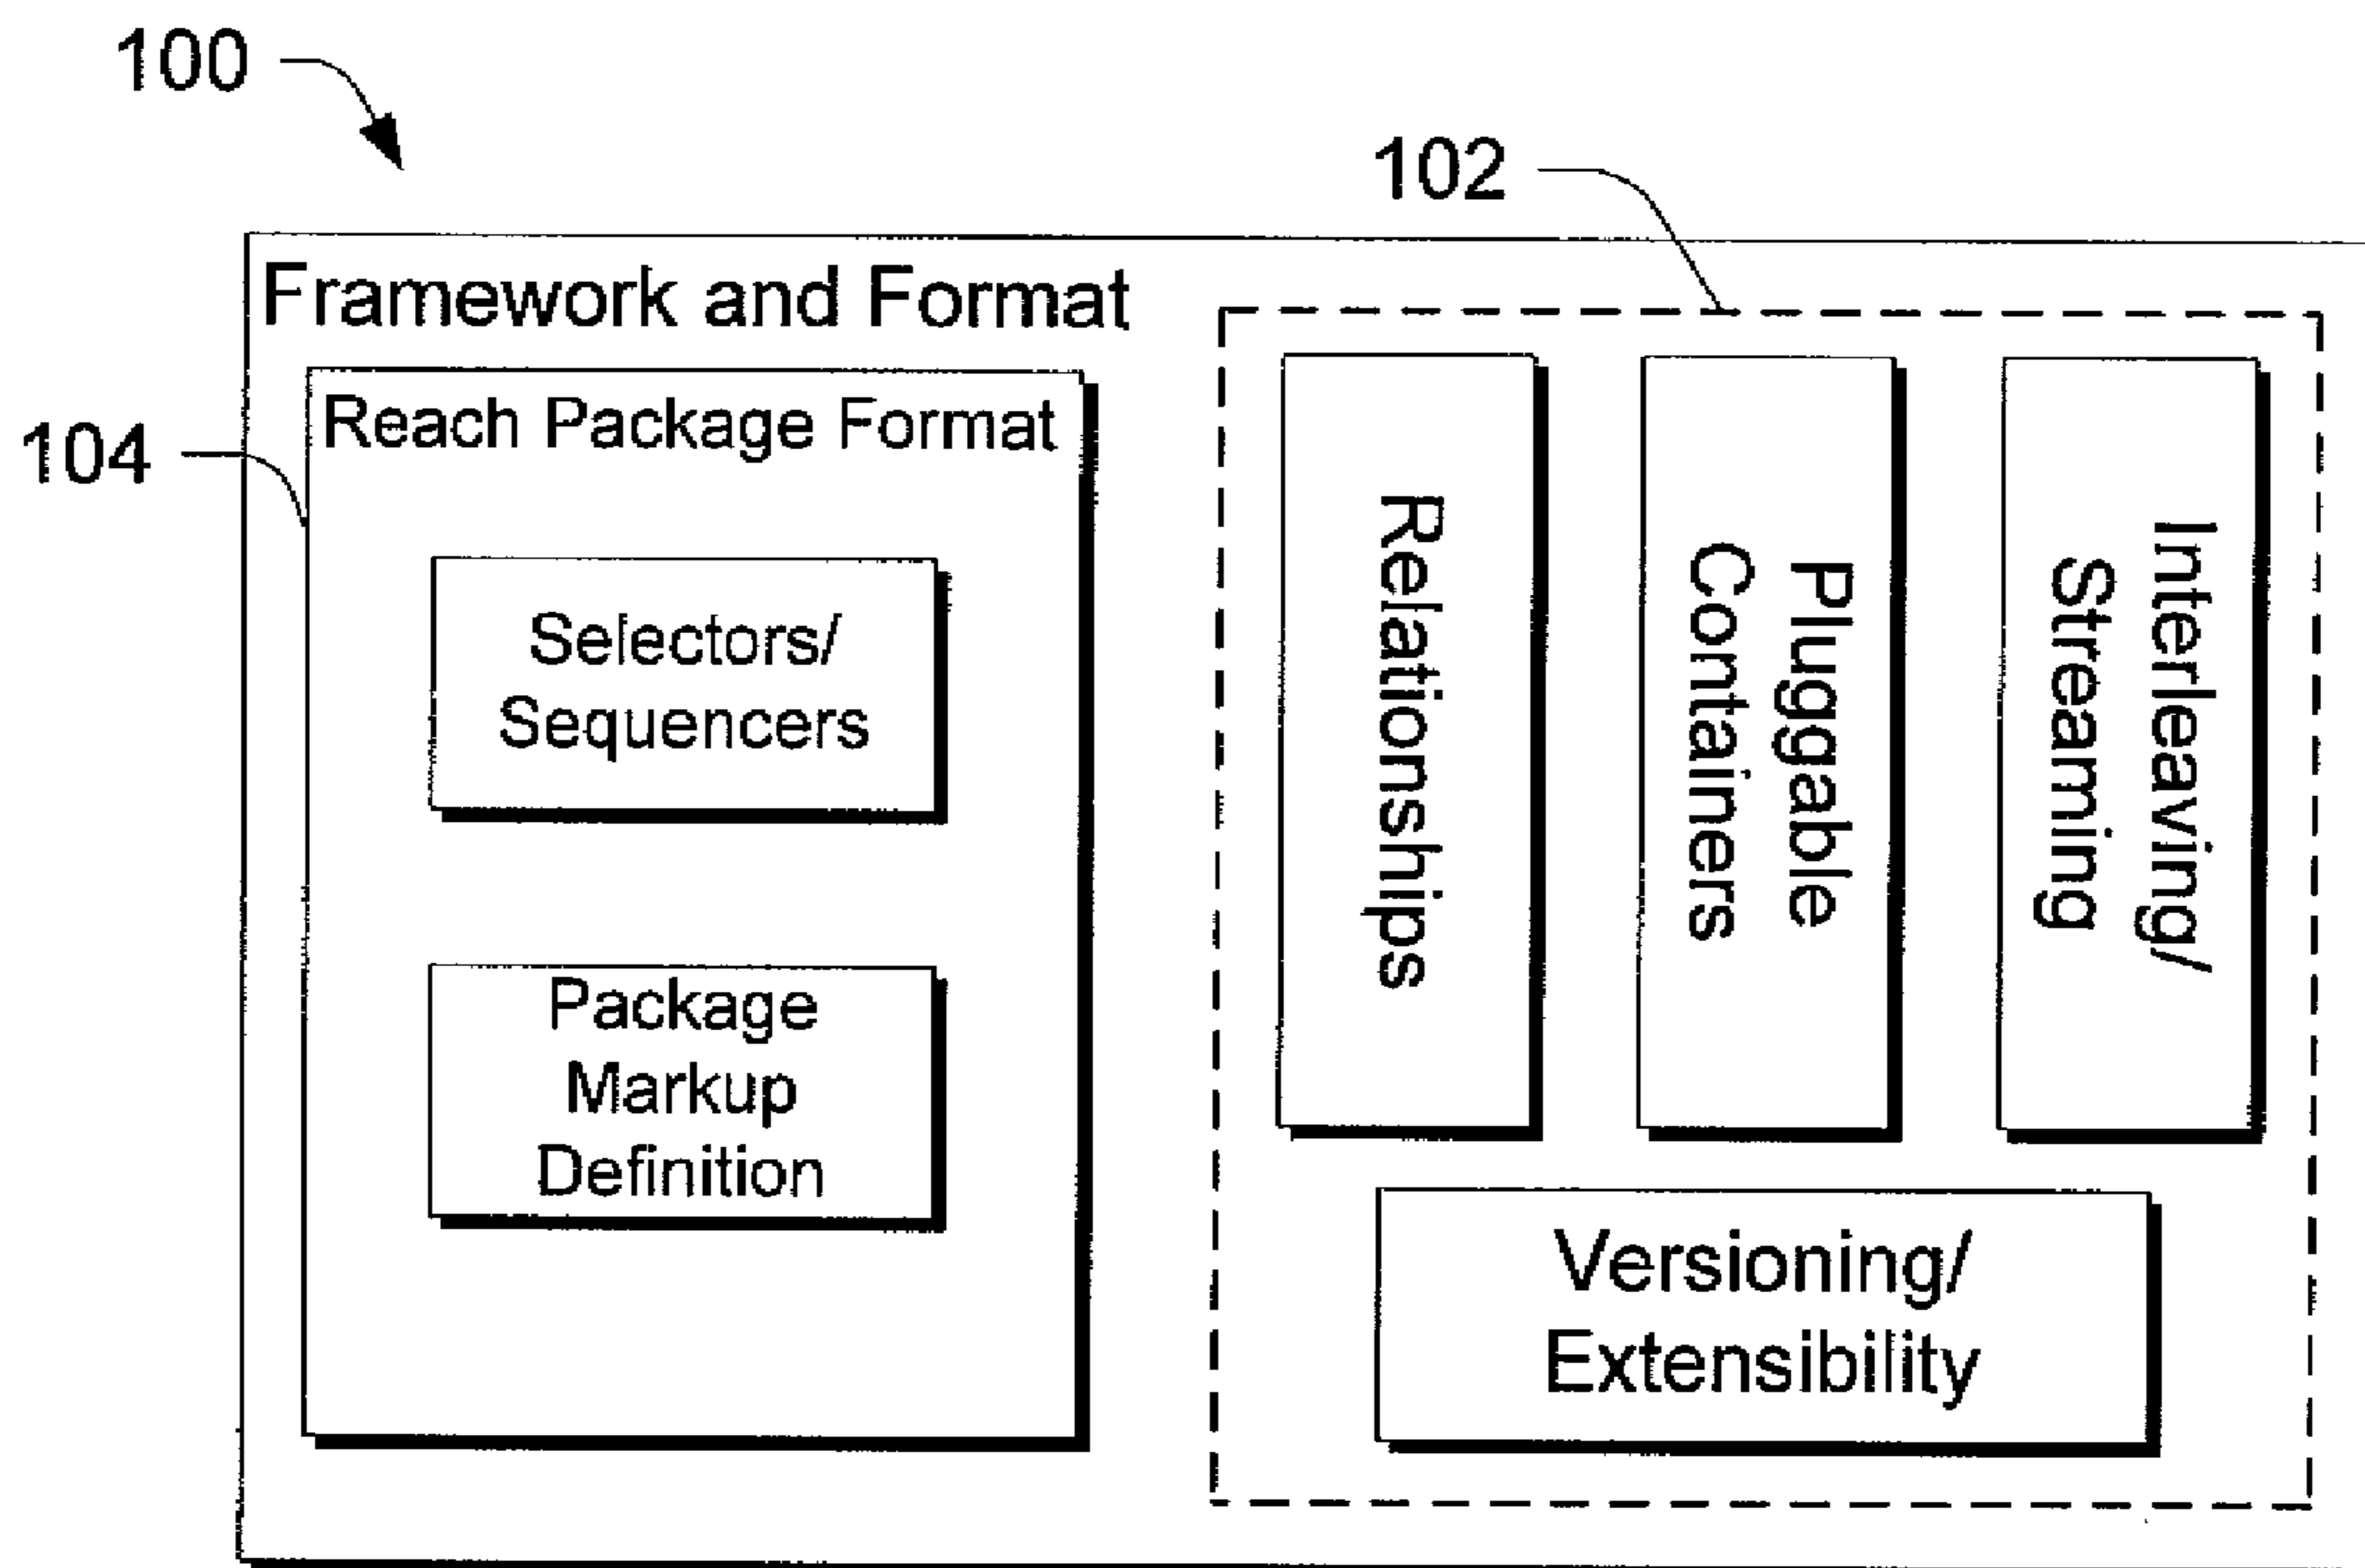 100
102
Framework and Format
104
Reach Package Format
Selectors/
Sequencers
Package
Markup
Definition
Relationships
Pluggable
Containers
Interleaving/
Streaming
Versioning/
Extensibility